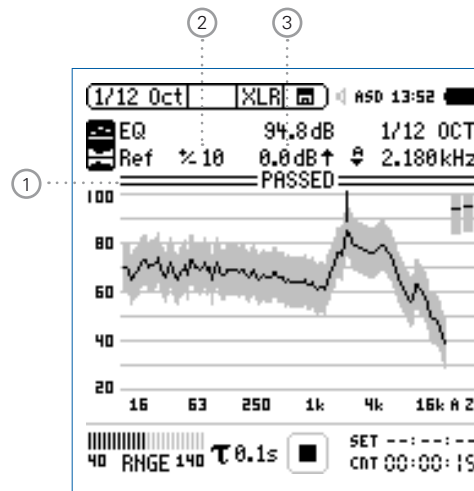 2 3
1/12 Oct XLR ASD 13:52
EQ 94.8dB 1/12 OCT
Ref ⁺⁄₋ 10 0.0dB↑ 2.180kHz
1 PASSED
100
80
60
40
20
16 63 250 1k 4k 16k A Z
40 RNGE 140 τ 0.1s SET --:--:--
CNT 00:00:15